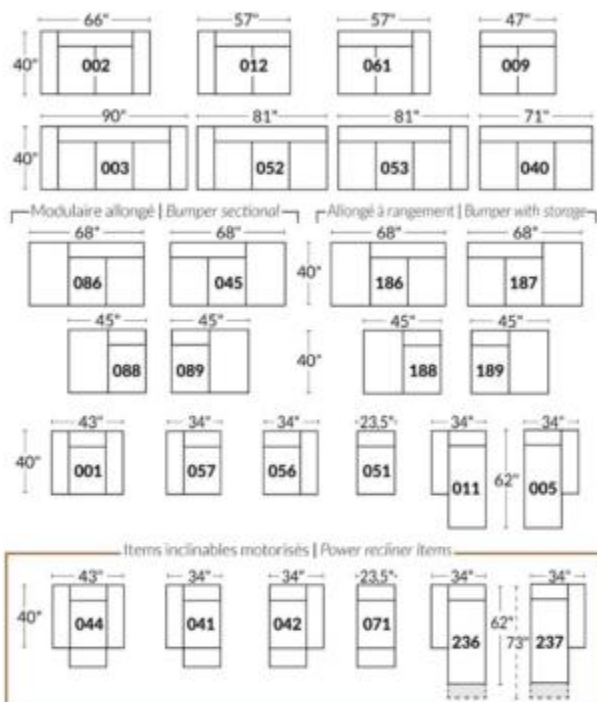 66" 57" 57" 47"
40" 002 012 061 009
90" 81" 81" 71"
40" 003 052 053 040
Modulaire allongé | Bumper sectional Allongé à rangement | Bumper with storage
68" 68" 68" 68"
086 045 40" 186 187
45" 45" 45" 45"
088 089 40" 188 189
43" 34" 34" 23,5" 34" 34"
40" 001 057 056 051 011 62" 005
Items inclinables motorisés | Power recliner Items
43" 34" 34" 23,5" 34" 34"
40" 044 041 042 071 236 62" 73" 237